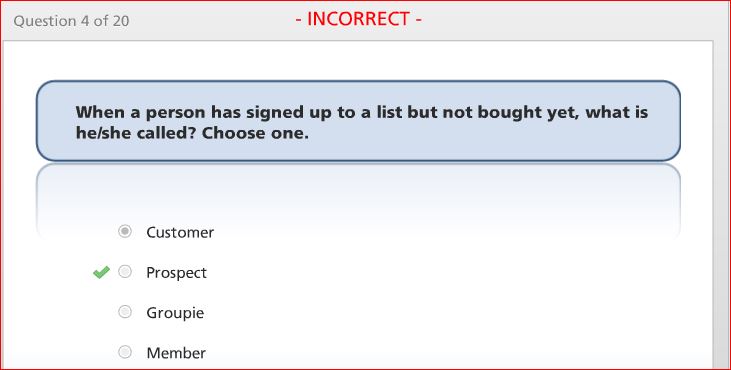 Question 4 of 20
- INCORRECT -
When a person has signed up to a list but not bought yet, what is
he/she called? Choose one.
Customer
Prospect
Groupie
Member